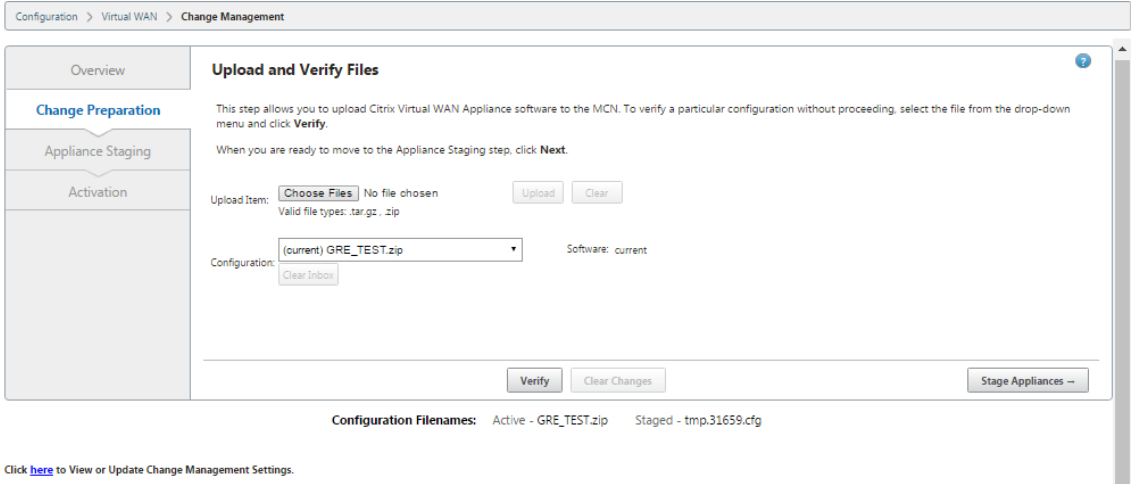 Configuration > Virtual WAN > Change Management
Overview
Change Preparation
Appliance Staging
Activation
Upload and Verify Files
?
This step allows you to upload Citrix Virtual WAN Appliance software to the MCN. To verify a particular configuration without proceeding, select the file from the drop-down
menu and click Verify.
When you are ready to move to the Appliance Staging step, click Next.
Upload Item: Choose Files No file chosen Upload Clear
Valid file types: .tar.gz , .zip
Configuration: (current) GRE_TEST.zip Software: current
Clear Inbox
Verify Clear Changes Stage Appliances →
Configuration Filenames: Active - GRE_TEST.zip Staged - tmp.31659.cfg
Click here to View or Update Change Management Settings.